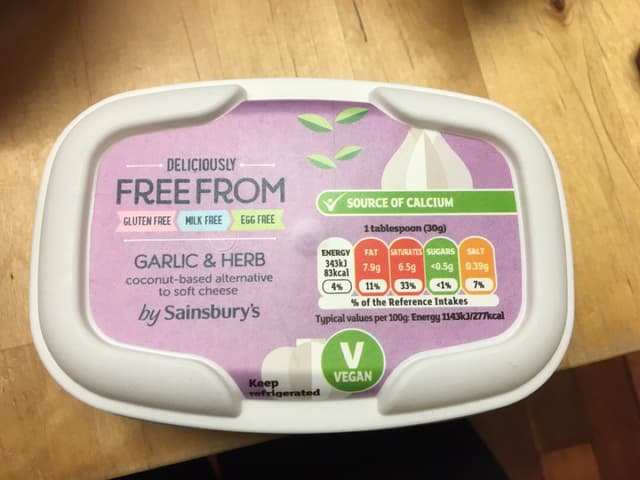 DELICIOUSLY
FREEFROM
GLUTEN FREE MILK FREE EGG FREE
GARLIC & HERB
coconut-based alternative
to soft cheese
by Sainsbury's
SOURCE OF CALCIUM
1 tablespoon (30g)
ENERGY FAT SATURATES SUGARS SALT
343kJ
83kcal 7.9g 6.5g <0.5g 0.39g
4% 11% 33% <1% 7%
% of the Reference Intakes
Typical values per 100g: Energy 1143kJ/277kcal
V
VEGAN
Keep
refrigerated